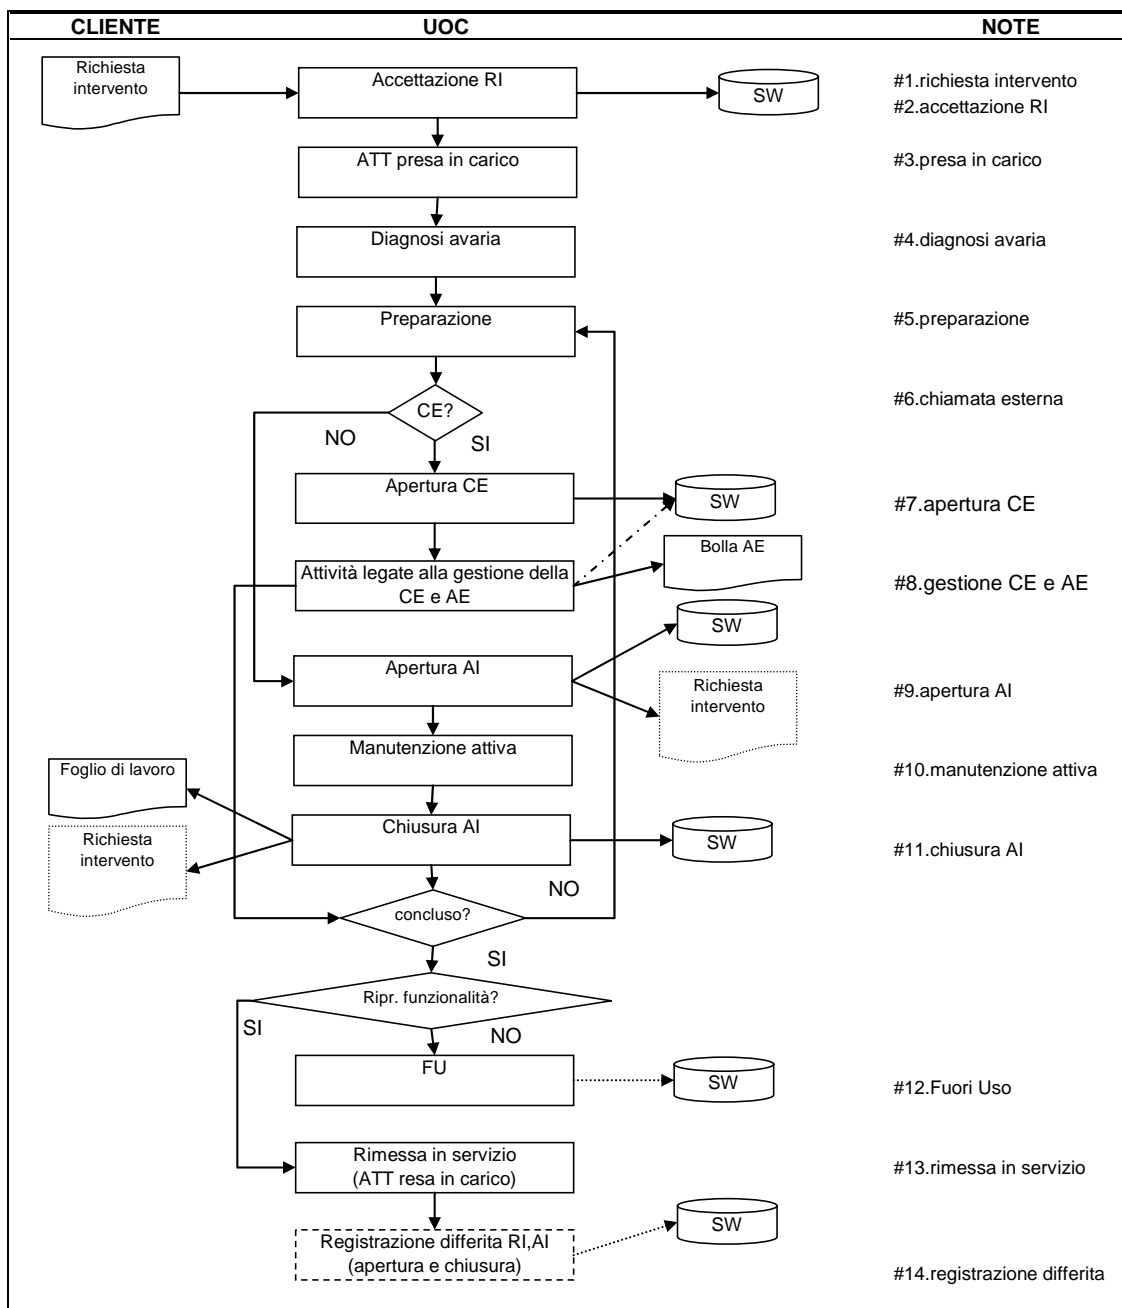 CLIENTE
UOC
NOTE
Richiesta
intervento
Accettazione RI
SW
#1.richiesta intervento
#2.accettazione RI
ATT presa in carico
#3.presa in carico
Diagnosi avaria
#4.diagnosi avaria
Preparazione
#5.preparazione
CE?
#6.chiamata esterna
NO
SI
Apertura CE
SW
#7.apertura CE
Attività legate alla gestione della
CE e AE
Bolla AE
#8.gestione CE e AE
SW
Apertura AI
Richiesta
intervento
#9.apertura AI
Manutenzione attiva
#10.manutenzione attiva
Foglio di lavoro
Chiusura AI
SW
#11.chiusura AI
Richiesta
intervento
NO
concluso?
SI
Ripr. funzionalità?
SI
NO
FU
SW
#12.Fuori Uso
Rimessa in servizio
(ATT resa in carico)
#13.rimessa in servizio
SW
Registrazione differita RI,AI
(apertura e chiusura)
#14.registrazione differita